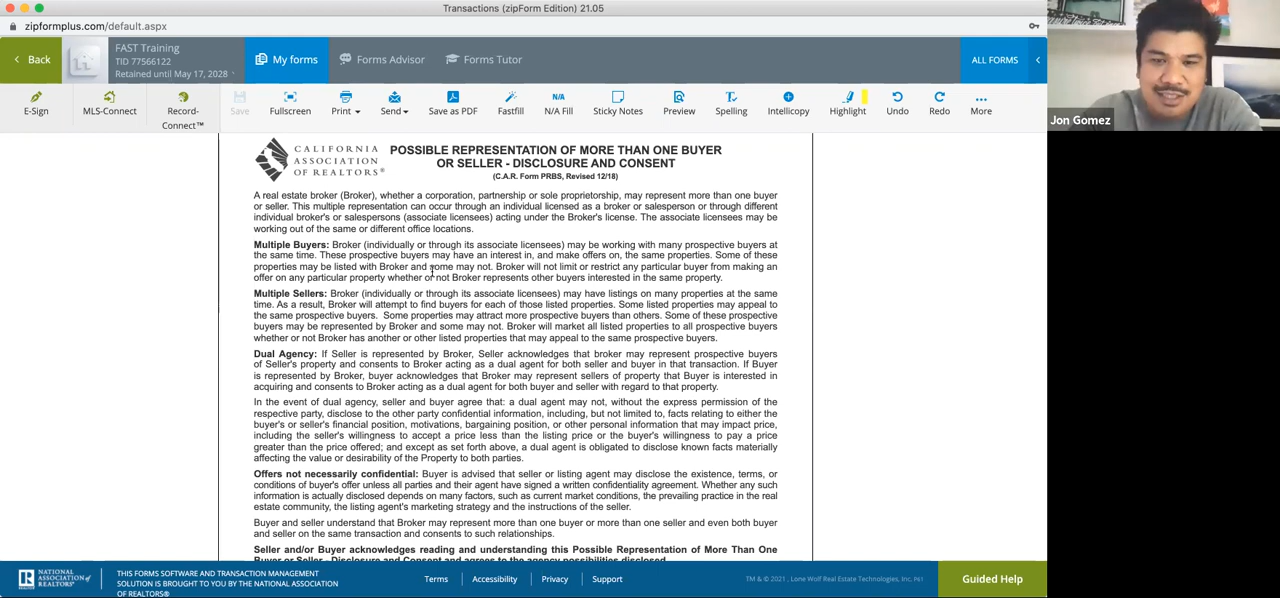 Transactions (zipForm Edition) 21.05
zipformplus.com/default.aspx
Back
FAST Training
TID 77566122
Retained until May 17, 2028
My forms
Forms Advisor
Forms Tutor
ALL FORMS
E-Sign
MLS-Connect
Record-
Connect™
Save
Fullscreen
Print
Send
Save as PDF
Fastfill
N/A
N/A Fill
Sticky Notes
Preview
Spelling
Intellicopy
Highlight
Undo
Redo
More
Jon Gomez
CALIFORNIA
ASSOCIATION
OF REALTORS®
POSSIBLE REPRESENTATION OF MORE THAN ONE BUYER
OR SELLER - DISCLOSURE AND CONSENT
(C.A.R. Form PRBS, Revised 12/18)
A real estate broker (Broker), whether a corporation, partnership or sole proprietorship, may represent more than one buyer
or seller. This multiple representation can occur through an individual licensed as a broker or salesperson or through different
individual broker's or salespersons (associate licensees) acting under the Broker's license. The associate licensees may be
working out of the same or different office locations.
Multiple Buyers: Broker (individually or through its associate licensees) may be working with many prospective buyers at
the same time. These prospective buyers may have an interest in, and make offers on, the same properties. Some of these
properties may be listed with Broker and some may not. Broker will not limit or restrict any particular buyer from making an
offer on any particular property whether or not Broker represents other buyers interested in the same property.
Multiple Sellers: Broker (individually or through its associate licensees) may have listings on many properties at the same
time. As a result, Broker will attempt to find buyers for each of those listed properties. Some listed properties may appeal to
the same prospective buyers. Some properties may attract more prospective buyers than others. Some of these prospective
buyers may be represented by Broker and some may not. Broker will market all listed properties to all prospective buyers
whether or not Broker has another or other listed properties that may appeal to the same prospective buyers.
Dual Agency: If Seller is represented by Broker, Seller acknowledges that broker may represent prospective buyers
of Seller's property and consents to Broker acting as a dual agent for both seller and buyer in that transaction. If Buyer
is represented by Broker, buyer acknowledges that Broker may represent sellers of property that Buyer is interested in
acquiring and consents to Broker acting as a dual agent for both buyer and seller with regard to that property.
In the event of dual agency, seller and buyer agree that: a dual agent may not, without the express permission of the
respective party, disclose to the other party confidential information, including, but not limited to, facts relating to either the
buyer's or seller's financial position, motivations, bargaining position, or other personal information that may impact price,
including the seller's willingness to accept a price less than the listing price or the buyer's willingness to pay a price
greater than the price offered; and except as set forth above, a dual agent is obligated to disclose known facts materially
affecting the value or desirability of the Property to both parties.
Offers not necessarily confidential: Buyer is advised that seller or listing agent may disclose the existence, terms, or
conditions of buyer's offer unless all parties and their agent have signed a written confidentiality agreement. Whether any such
information is actually disclosed depends on many factors, such as current market conditions, the prevailing practice in the real
estate community, the listing agent's marketing strategy and the instructions of the seller.
Buyer and seller understand that Broker may represent more than one buyer or more than one seller and even both buyer
and seller on the same transaction and consents to such relationships.
Seller and/or Buyer acknowledges reading and understanding this Possible Representation of More Than One
Buyer or Seller - Disclosure and Consent and agrees to the agency possibilities disclosed.
NATIONAL
ASSOCIATION of
REALTORS®
THIS FORMS SOFTWARE AND TRANSACTION MANAGEMENT
SOLUTION IS BROUGHT TO YOU BY THE NATIONAL ASSOCIATION
OF REALTORS®
Terms
Accessibility
Privacy
Support
TM & © 2021, Lone Wolf Real Estate Technologies, Inc.
Guided Help